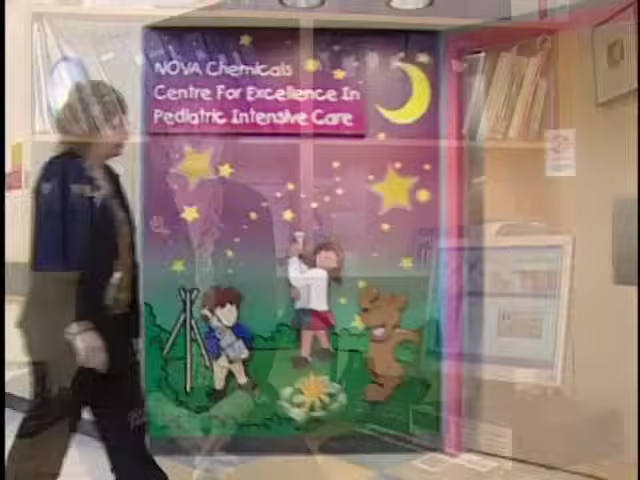 NOVA Chemicals
Centre For Excellence In
Pediatric Intensive Care